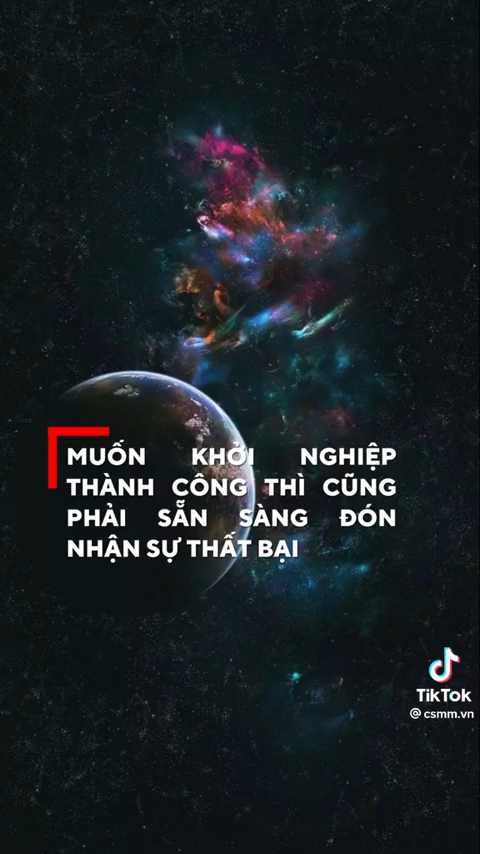 MUỐN KHỞI NGHIỆP
THÀNH CÔNG THÌ CŨNG
PHẢI SẴN SÀNG ĐÓN
NHẬN SỰ THẤT BẠI
TikTok
@csmm.vn